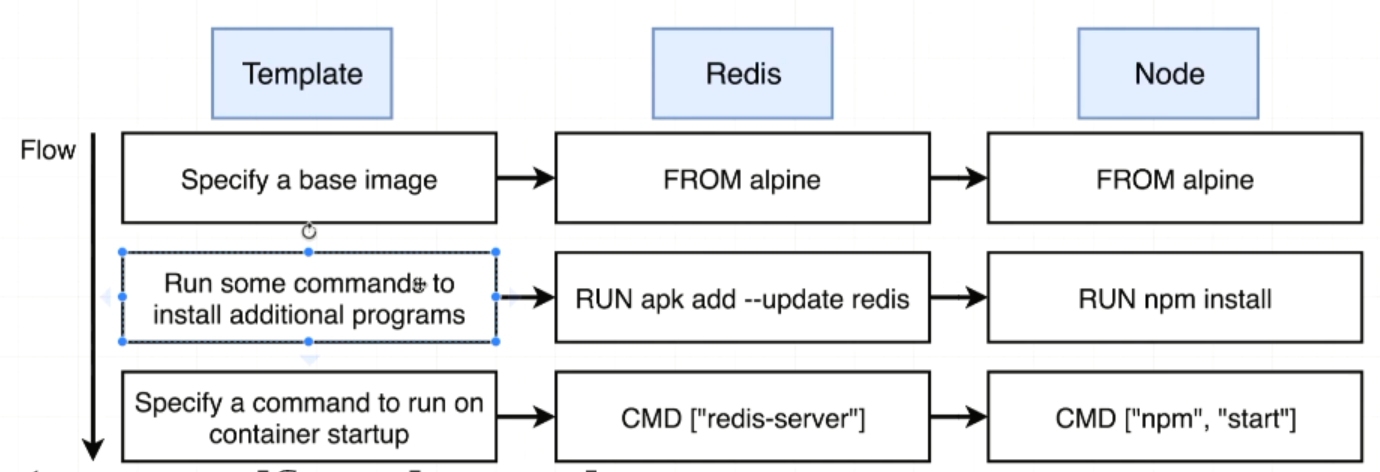 Template
Redis
Node
Flow
Specify a base image
FROM alpine
FROM alpine
Run some commands to
install additional programs
RUN apk add --update redis
RUN npm install
Specify a command to run on
container startup
CMD ["redis-server"]
CMD ["npm", "start"]